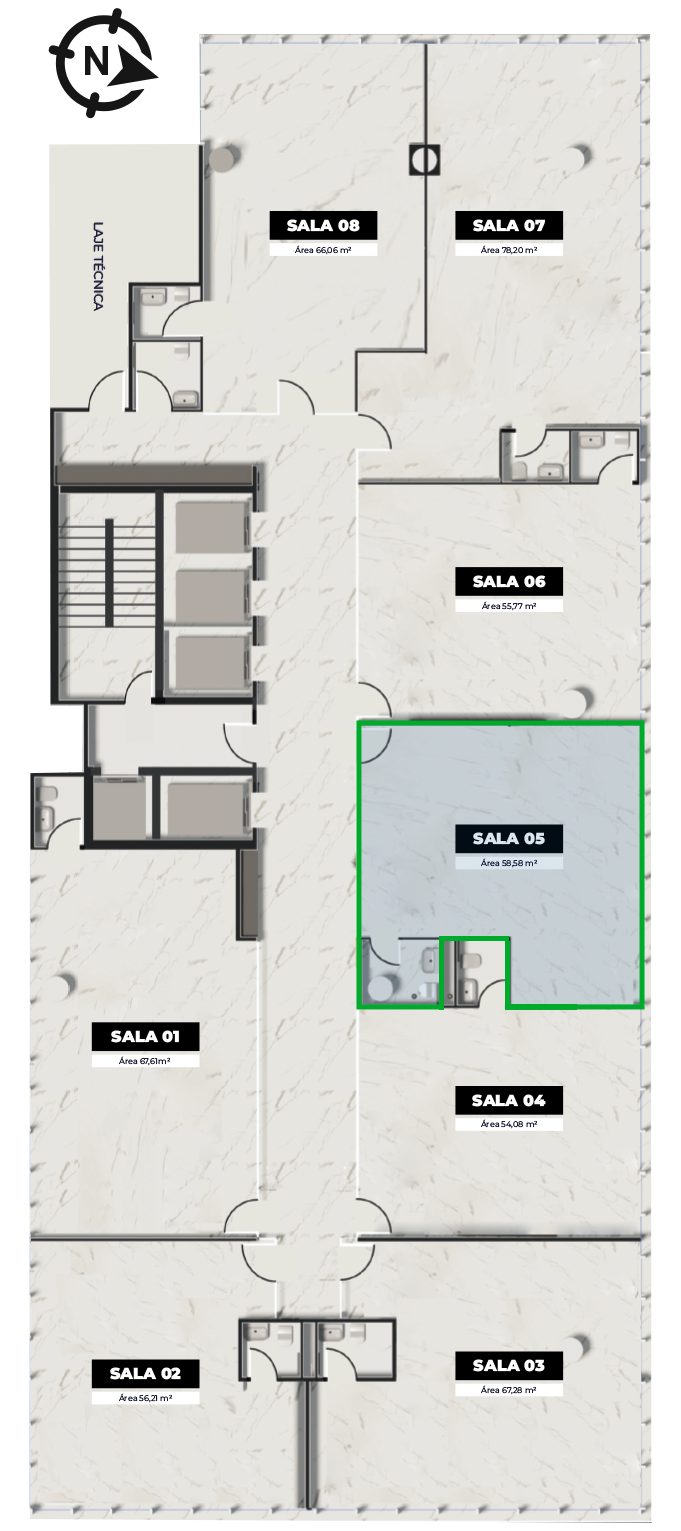 N
LAJE TÉCNICA
SALA 08
Área 66,06 m²
SALA 07
Área 78,20 m²
SALA 06
Área 55,77 m²
SALA 05
Área 58,58 m²
SALA 01
Área 67,61m²
SALA 04
Área 54,08 m²
SALA 02
Área 56,21 m²
SALA 03
Área 67,28 m²